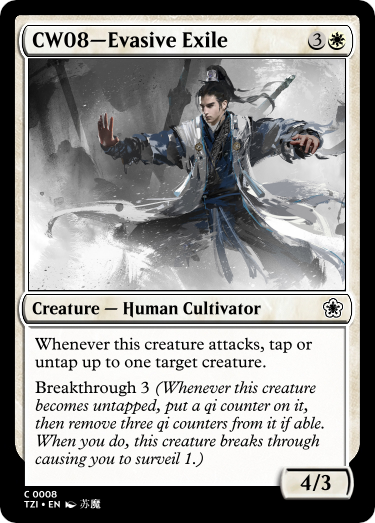 CW08—Evasive Exile 3
Creature — Human Cultivator
Whenever this creature attacks, tap or
untap up to one target creature.
Breakthrough 3 (Whenever this creature
becomes untapped, put a qi counter on it,
then remove three qi counters from it if able.
When you do, this creature breaks through
causing you to surveil 1.)
4/3
C 0008
TZI • EN 苏魔